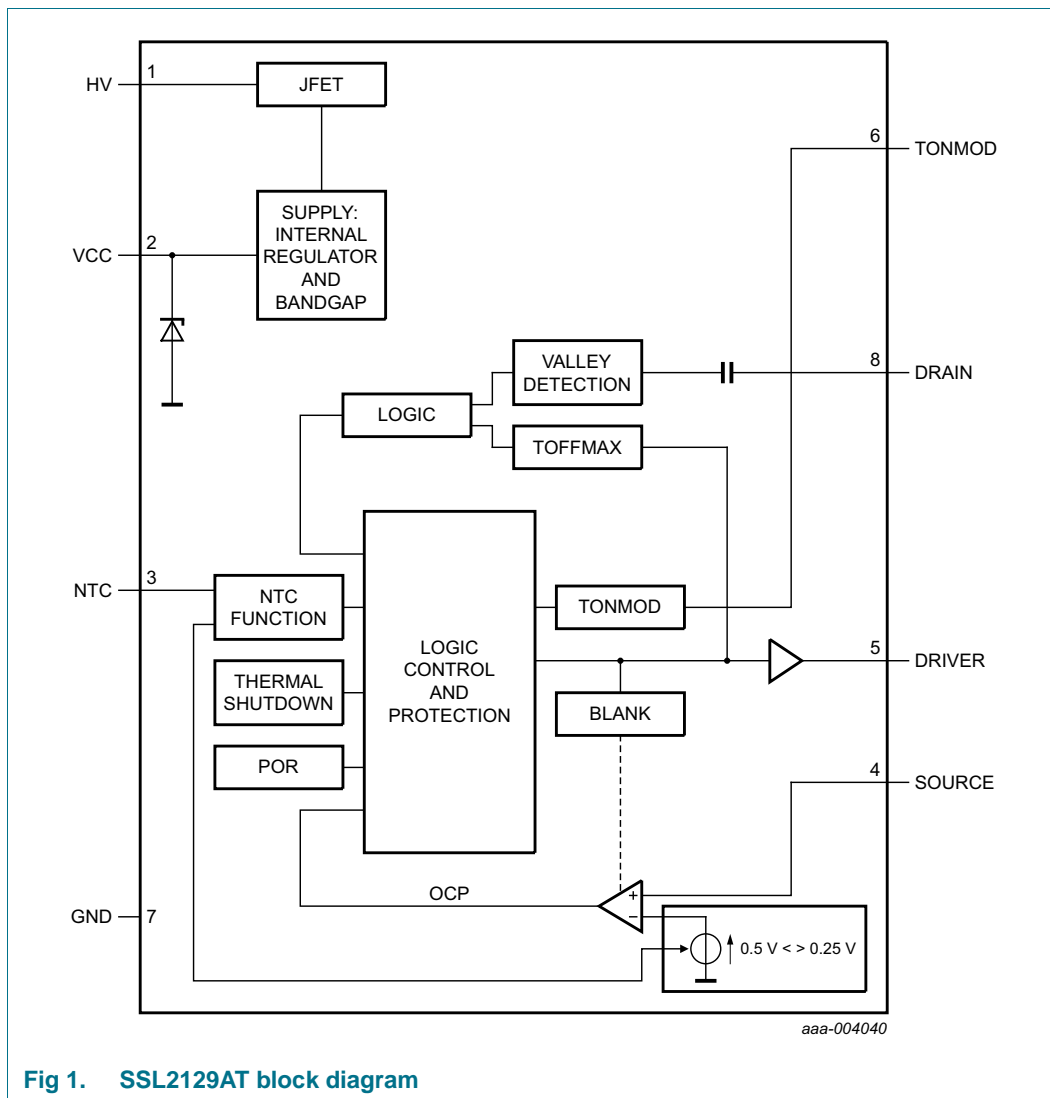 HV
1
JFET
6
TONMOD
SUPPLY:
INTERNAL
REGULATOR
AND
BANDGAP
VCC
2
VALLEY
DETECTION
8
DRAIN
LOGIC
TOFFMAX
NTC
3
NTC
FUNCTION
TONMOD
LOGIC
CONTROL
AND
PROTECTION
5
DRIVER
THERMAL
SHUTDOWN
BLANK
POR
4
SOURCE
OCP
+
−
GND
7
0.5 V < > 0.25 V
aaa-004040
Fig 1. SSL2129AT block diagram